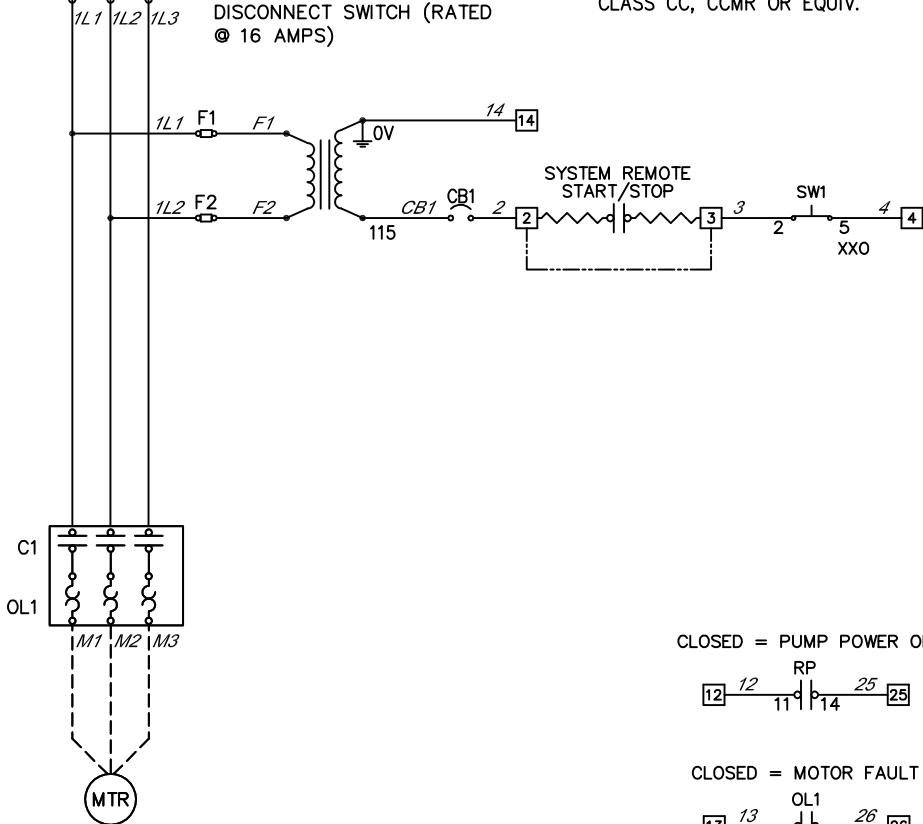 1L1 1L2 1L3
DISCONNECT SWITCH (RATED
@ 16 AMPS)
CLASS CC, CCMR OR EQUIV.
1L1 F1 F1
0V
14 14
1L2 F2 F2
115
CB1 CB1 2 2
SYSTEM REMOTE
START/STOP
3 3
SW1
2 5
XXO
4 4
C1
OL1
M1 M2 M3
MTR
CLOSED = PUMP POWER
RP
12 12 11 14 25 25
CLOSED = MOTOR FAULT
OL1
13 13 26 26